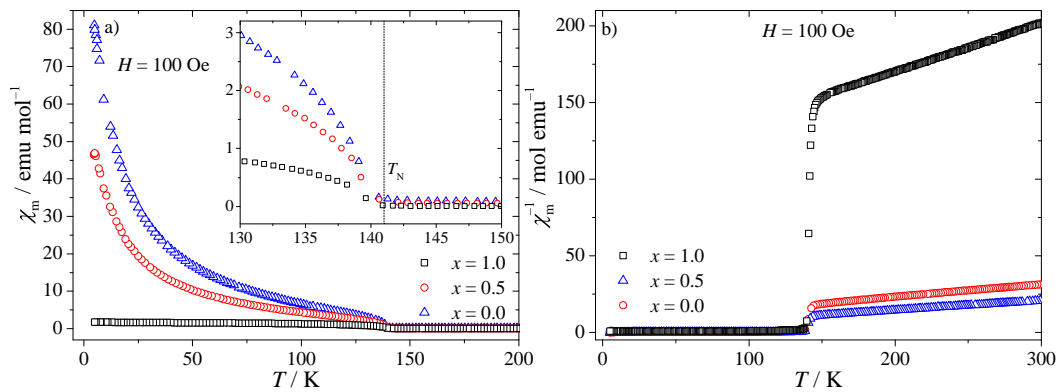 a)
H = 100 Oe
χm / emu mol⁻¹
80
70
60
50
40
30
20
10
0
0 50 100 150 200
T / K
3
2
1
0
130 135 140 145 150
TN
x = 1.0
x = 0.5
x = 0.0
b)
H = 100 Oe
χm⁻¹ / mol emu⁻¹
200
150
100
50
0
0 50 100 150 200 250 300
T / K
x = 1.0
x = 0.5
x = 0.0